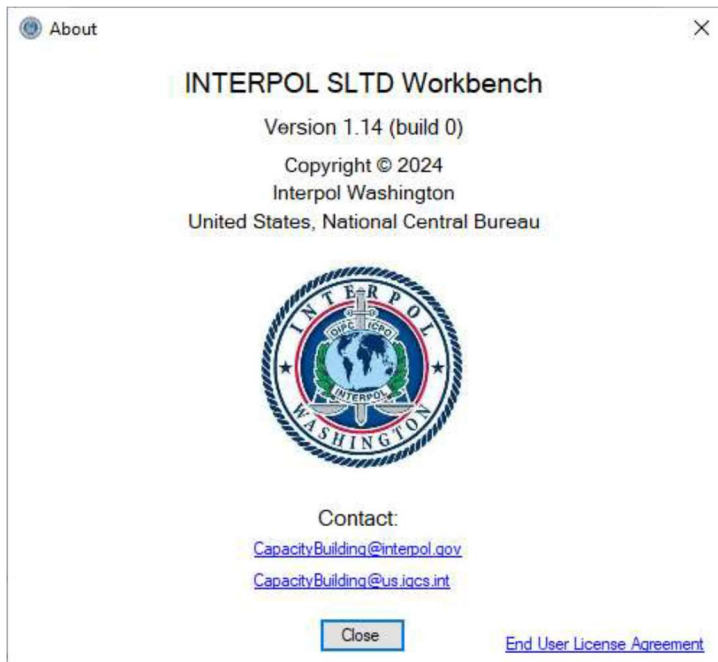 About
INTERPOL SLTD Workbench
Version 1.14 (build 0)
Copyright © 2024
Interpol Washington
United States, National Central Bureau
INTERPOL
OIPC ICPO
INTERPOL
WASHINGTON
Contact:
CapacityBuilding@interpol.gov
CapacityBuilding@us.igcs.int
Close
End User License Agreement